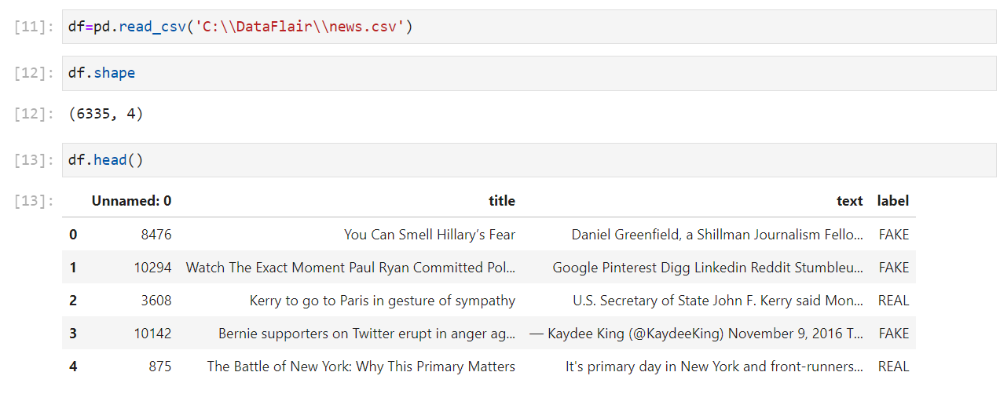 [11]: df=pd.read_csv('C:\\DataFlair\\news.csv')
[12]: df.shape
[12]: (6335, 4)
[13]: df.head()
[13]: Unnamed: 0 title text label
0 8476 You Can Smell Hillary’s Fear Daniel Greenfield, a Shillman Journalism Fello... FAKE
1 10294 Watch The Exact Moment Paul Ryan Committed Pol... Google Pinterest Digg Linkedin Reddit Stumbleu... FAKE
2 3608 Kerry to go to Paris in gesture of sympathy U.S. Secretary of State John F. Kerry said Mon... REAL
3 10142 Bernie supporters on Twitter erupt in anger ag... — Kaydee King (@KaydeeKing) November 9, 2016 T... FAKE
4 875 The Battle of New York: Why This Primary Matters It's primary day in New York and front-runners... REAL